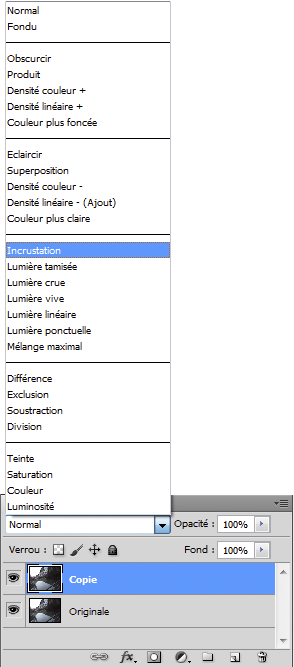 Normal
Fondu
Obscurcir
Produit
Densité couleur +
Densité linéaire +
Couleur plus foncée
Eclaircir
Superposition
Densité couleur -
Densité linéaire - (Ajout)
Couleur plus claire
Incrustation
Lumière tamisée
Lumière crue
Lumière vive
Lumière linéaire
Lumière ponctuelle
Mélange maximal
Différence
Exclusion
Soustraction
Division
Teinte
Saturation
Couleur
Luminosité
Normal Opacité : 100%
Verrou : Fond : 100%
Copie
Originale
fx